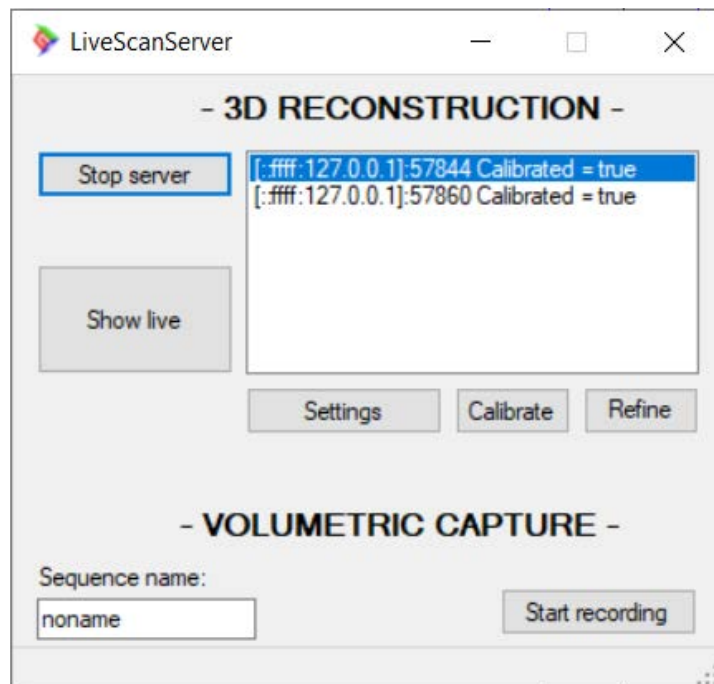 LiveScanServer
- 3D RECONSTRUCTION -
Stop server
[::ffff:127.0.0.1]:57844 Calibrated = true
[::ffff:127.0.0.1]:57860 Calibrated = true
Show live
Settings
Calibrate
Refine
- VOLUMETRIC CAPTURE -
Sequence name:
noname
Start recording